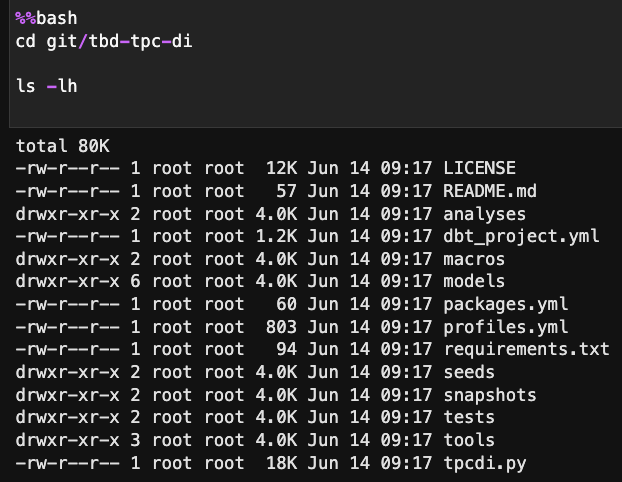 %%bash
cd git/tbd-tpc-di
ls -lh
total 80K
-rw-r--r-- 1 root root  12K Jun 14 09:17 LICENSE
-rw-r--r-- 1 root root   57 Jun 14 09:17 README.md
drwxr-xr-x 2 root root 4.0K Jun 14 09:17 analyses
-rw-r--r-- 1 root root 1.2K Jun 14 09:17 dbt_project.yml
drwxr-xr-x 2 root root 4.0K Jun 14 09:17 macros
drwxr-xr-x 6 root root 4.0K Jun 14 09:17 models
-rw-r--r-- 1 root root   60 Jun 14 09:17 packages.yml
-rw-r--r-- 1 root root  803 Jun 14 09:17 profiles.yml
-rw-r--r-- 1 root root   94 Jun 14 09:17 requirements.txt
drwxr-xr-x 2 root root 4.0K Jun 14 09:17 seeds
drwxr-xr-x 2 root root 4.0K Jun 14 09:17 snapshots
drwxr-xr-x 2 root root 4.0K Jun 14 09:17 tests
drwxr-xr-x 3 root root 4.0K Jun 14 09:17 tools
-rw-r--r-- 1 root root  18K Jun 14 09:17 tpcdi.py